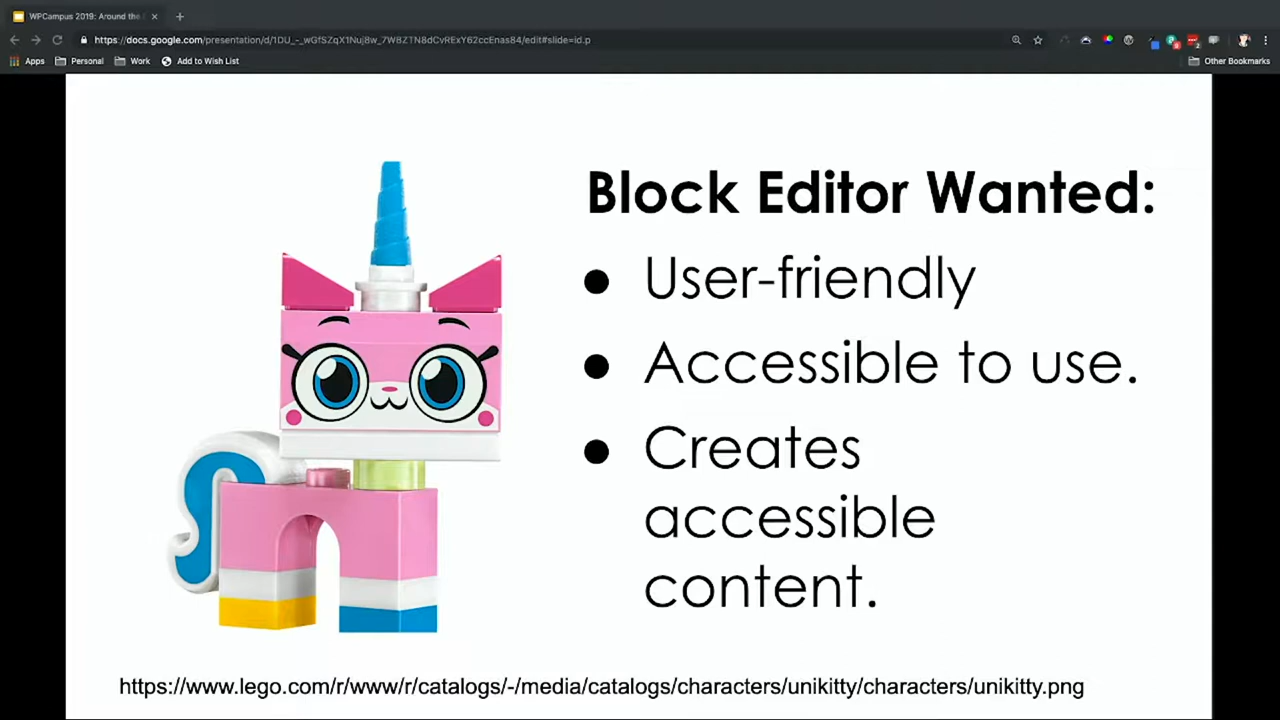 WPCampus 2019: Around the
https://docs.google.com/presentation/d/1DU_-_wGfSZqX1Nuj8w_7WBZTN8dCvRExY62ccEnas84/edit#slide=id.p
Apps Personal Work Add to Wish List Other Bookmarks
Block Editor Wanted:
● User-friendly
● Accessible to use.
● Creates
accessible
content.
https://www.lego.com/r/www/r/catalogs/-/media/catalogs/characters/unikitty/characters/unikitty.png